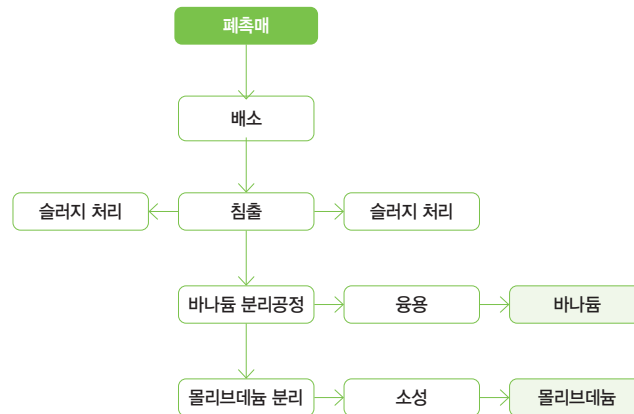 폐촉매
배소
슬러지 처리
침출
슬러지 처리
바나듐 분리공정
융용
바나듐
몰리브데늄 분리
소성
몰리브데늄